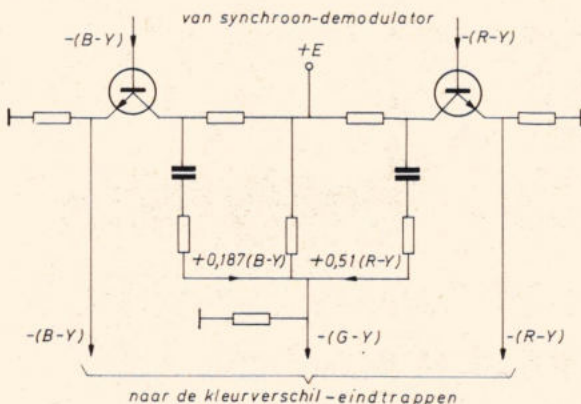 van synchroon-demodulator
-(B-Y)
-(R-Y)
+E
+0,187(B-Y)
+0,51(R-Y)
-(B-Y)
-(G-Y)
-(R-Y)
naar de kleurverschil-eindtrappen